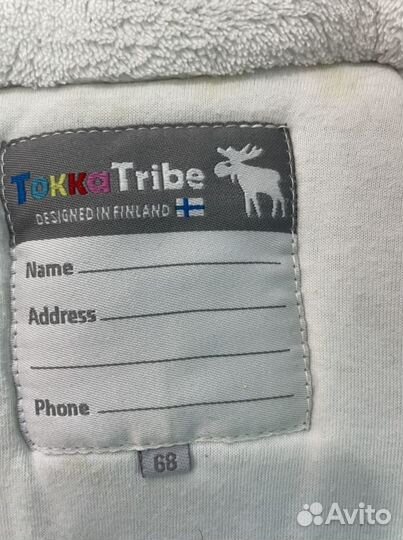 TokkaTribe
DESIGNED IN FINLAND
Name
Address
Phone
68
Avito